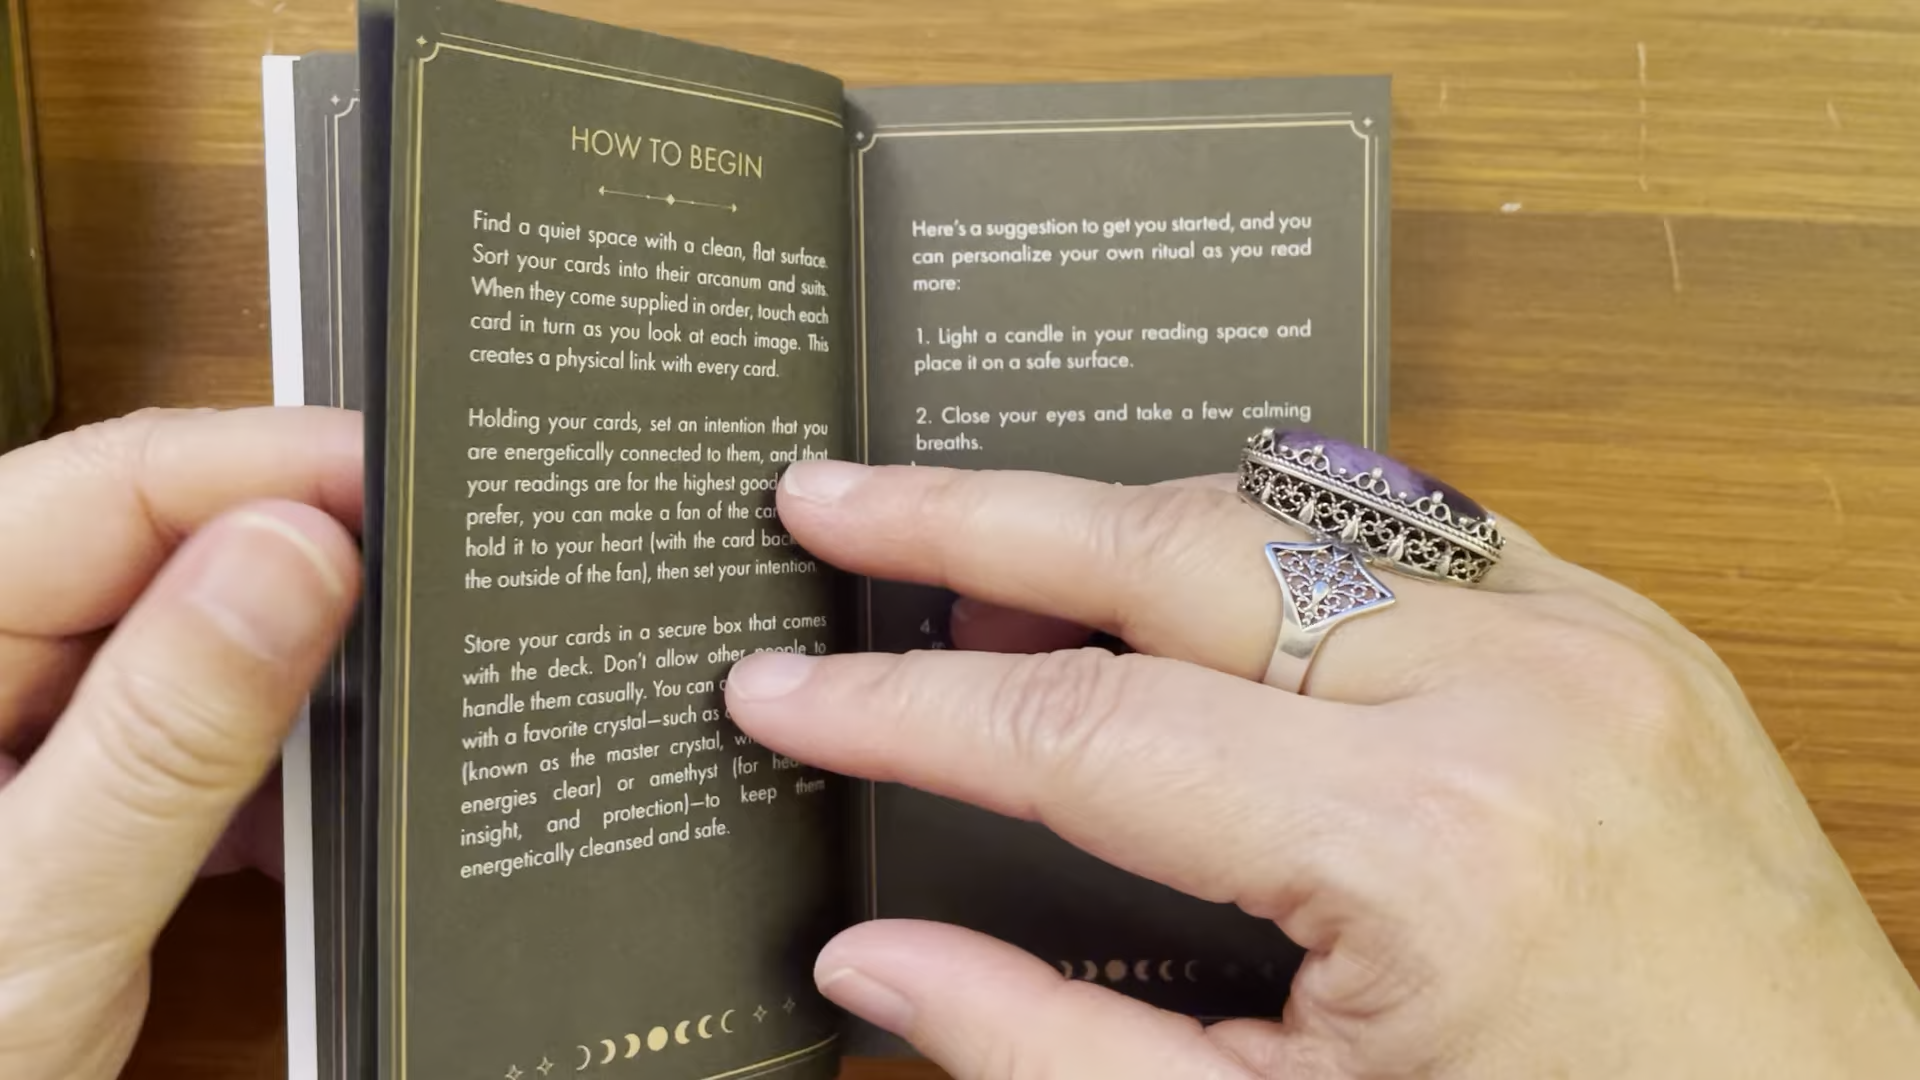 HOW TO BEGIN
Find a quiet space with a clean, flat surface.
Sort your cards into their arcanum and suits.
When they come supplied in order, touch each
card in turn as you look at each image. This
creates a physical link with every card.
Holding your cards, set an intention that you
are energetically connected to them, and that
your readings are for the highest good
prefer, you can make a fan of the
hold it to your heart (with the card
the outside of the fan), then set your intention.
Store your cards in a secure box that comes
with the deck. Don't allow other people to
handle them casually. You can
with a favorite crystal—such as
(known as the master crystal,
energies clear) or amethyst (for
insight, and protection)—to keep them
energetically cleansed and safe.
Here's a suggestion to get you started, and you
can personalize your own ritual as you read
more:
1. Light a candle in your reading space and
place it on a safe surface.
2. Close your eyes and take a few calming
breaths.
4.